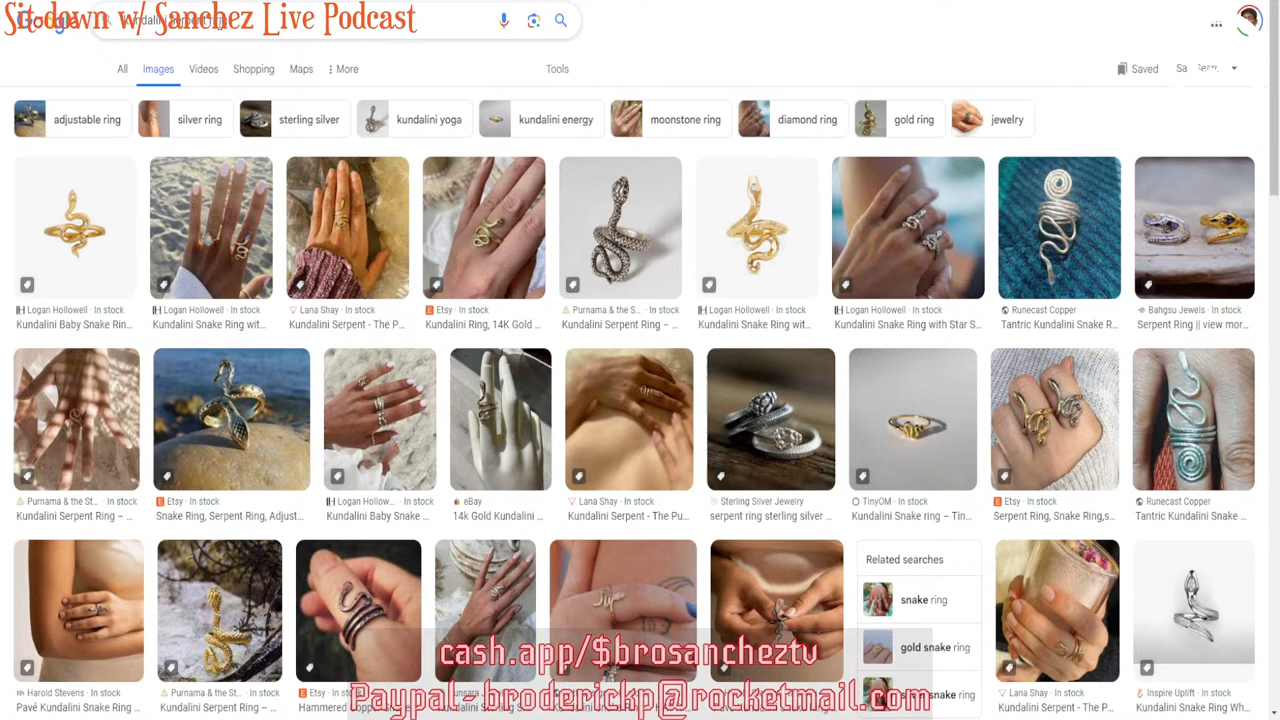 Sit-down w/ Sanchez Live Podcast
Kundalini Serpent ring
All Images Videos Shopping Maps More Tools Saved
adjustable ring silver ring sterling silver kundalini yoga kundalini energy moonstone ring diamond ring gold ring jewelry
Logan Hollowell · In stock
Kundalini Baby Snake Rin...
Logan Hollowell · In stock
Kundalini Snake Ring wit...
Lana Shay · In stock
Kundalini Serpent - The P...
Etsy · In stock
Kundalini Ring, 14K Gold ...
Purnama & the S... · In stock
Kundalini Serpent Ring – ...
Logan Hollowell · In stock
Kundalini Snake Ring wit...
Logan Hollowell · In stock
Kundalini Snake Ring with Star S...
Runecast Copper
Tantric Kundalini Snake R...
Bangsu Jewels · In stock
Serpent Ring || view mor...
Purnama & the St... · In stock
Kundalini Serpent Ring – ...
Etsy · In stock
Snake Ring, Serpent Ring, Adjust...
Logan Hollow... · In stock
Kundalini Baby Snake ...
eBay
14k Gold Kundalini ...
Lana Shay · In stock
Kundalini Serpent - The Pu...
Sterling Silver Jewelry
serpent ring sterling silver ...
TinyOM · In stock
Kundalini Snake ring – Tin...
Etsy · In stock
Serpent Ring, Snake Ring,s...
Runecast Copper
Tantric Kundalini Snake ...
Related searches
snake ring
gold snake ring
snake ring
Harold Stevens · In stock
Pavé Kundalini Snake Ring ...
Purnama & the S... · In stock
Kundalini Serpent Ring – ...
Etsy · In stock
Lana Shay · In stock
Kundalini Serpent - The ...
Inspire Uplift · In stock
Kundalini Snake Ring Wh...
cash.app/$brosancheztv
Paypal-broderickp@rocketmail.com